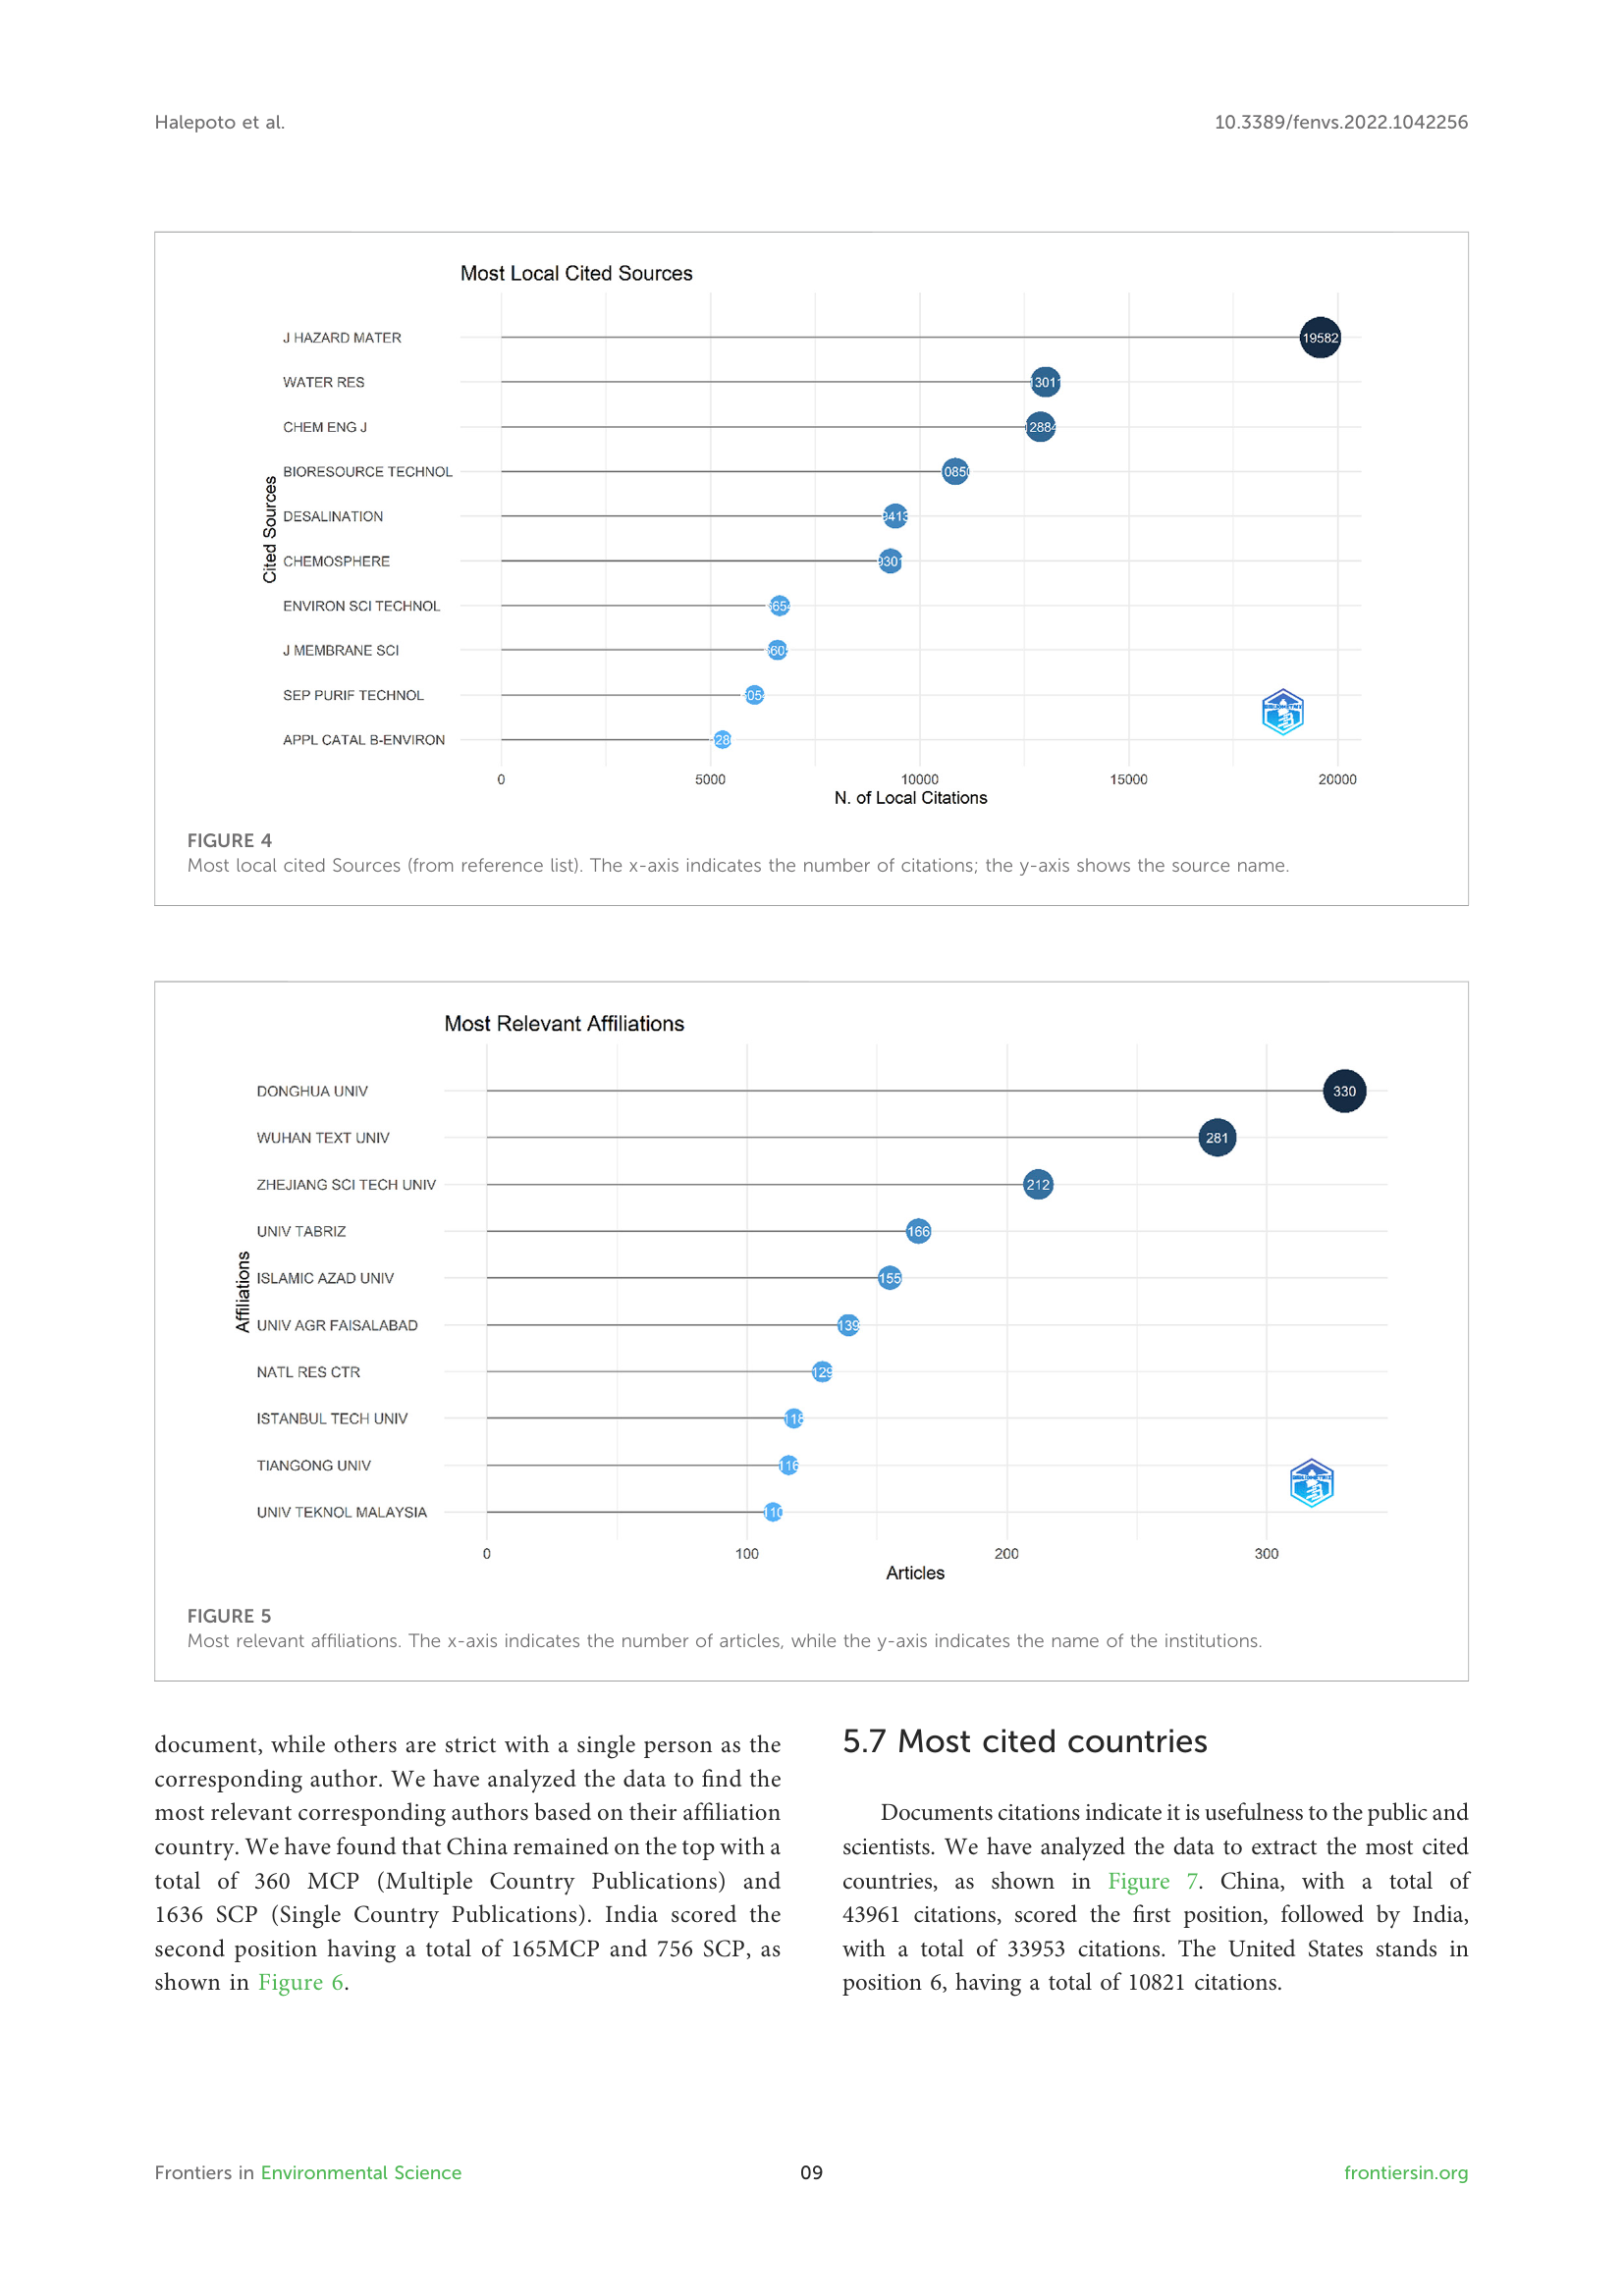 Halepoto et al.
10.3389/fenvs.2022.1042256
Most Local Cited Sources
Cited Sources
J HAZARD MATER
19582
WATER RES
CHEM ENG J
BIORESOURCE TECHNOL
DESALINATION
CHEMOSPHERE
ENVIRON SCI TECHNOL
J MEMBRANE SCI
SEP PURIF TECHNOL
APPL CATAL B-ENVIRON
0 5000 10000 15000 20000
N. of Local Citations
FIGURE 4
Most local cited Sources (from reference list). The x-axis indicates the number of citations; the y-axis shows the source name.
Most Relevant Affiliations
Affiliations
DONGHUA UNIV
330
WUHAN TEXT UNIV
281
ZHEJIANG SCI TECH UNIV
212
UNIV TABRIZ
166
ISLAMIC AZAD UNIV
155
UNIV AGR FAISALABAD
139
NATL RES CTR
129
ISTANBUL TECH UNIV
118
TIANGONG UNIV
116
UNIV TEKNOL MALAYSIA
110
0 100 200 300
Articles
FIGURE 5
Most relevant affiliations. The x-axis indicates the number of articles, while the y-axis indicates the name of the institutions.
document, while others are strict with a single person as the
corresponding author. We have analyzed the data to find the
most relevant corresponding authors based on their affiliation
country. We have found that China remained on the top with a
total of 360 MCP (Multiple Country Publications) and
1636 SCP (Single Country Publications). India scored the
second position having a total of 165MCP and 756 SCP, as
shown in Figure 6.
5.7 Most cited countries
Documents citations indicate it is usefulness to the public and
scientists. We have analyzed the data to extract the most cited
countries, as shown in Figure 7. China, with a total of
43961 citations, scored the first position, followed by India,
with a total of 33953 citations. The United States stands in
position 6, having a total of 10821 citations.
Frontiers in Environmental Science
09
frontiersin.org